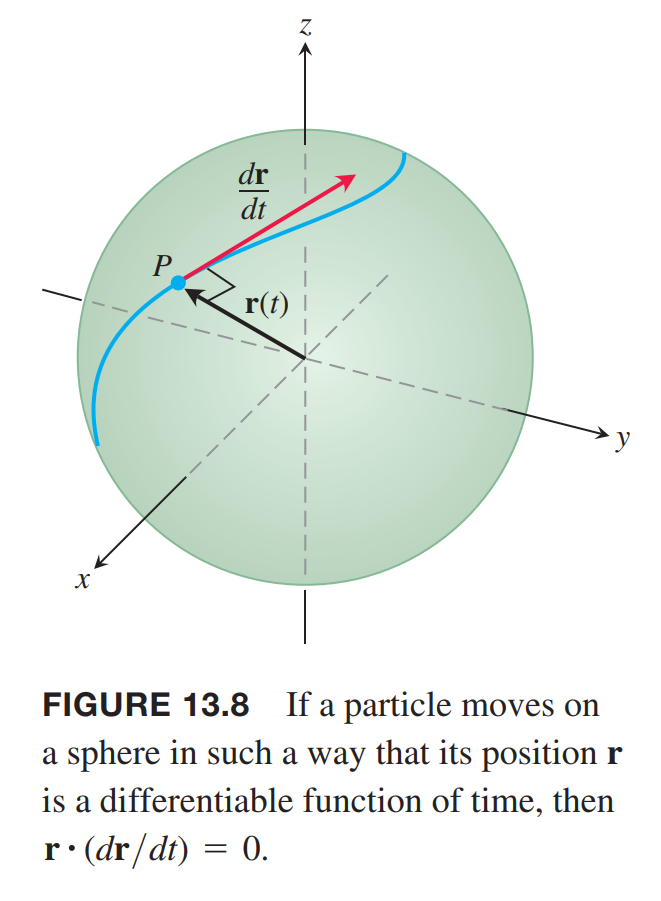 z
dr
dt
P
r(t)
y
x
FIGURE 13.8 If a particle moves on
a sphere in such a way that its position r
is a differentiable function of time, then
r · (dr/dt) = 0.